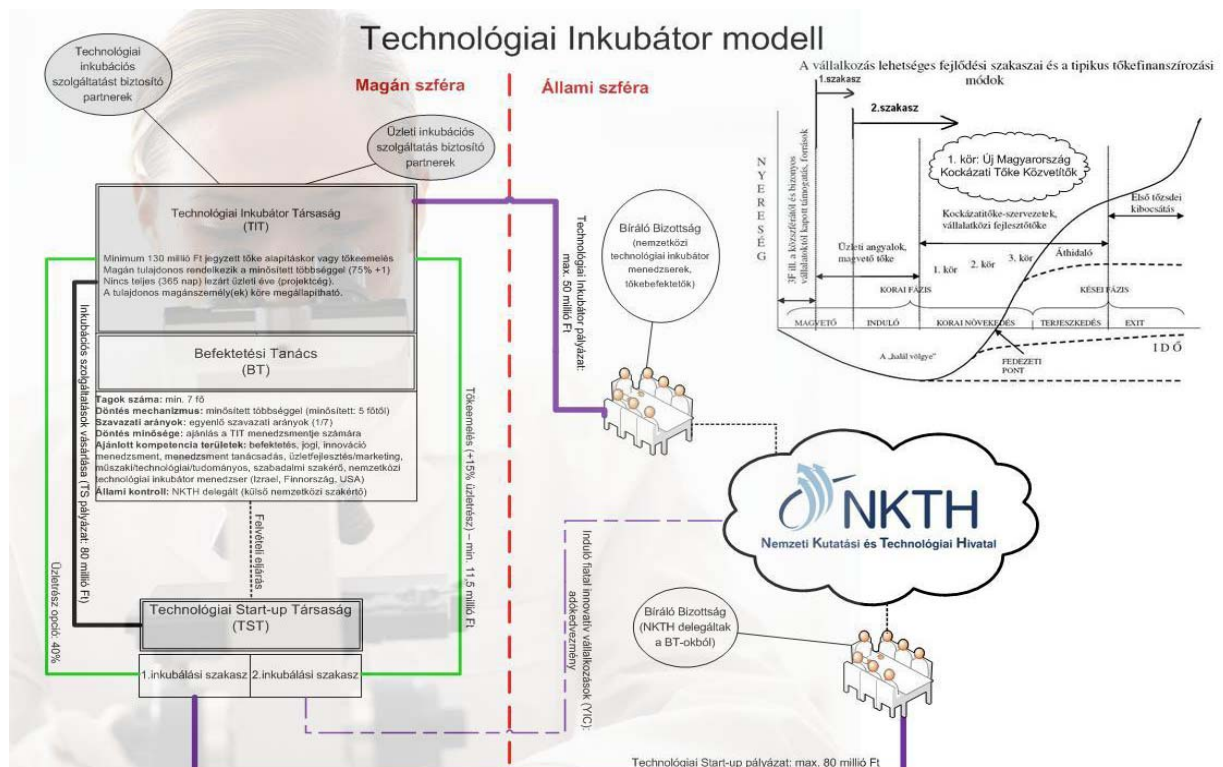 Technológiai Inkubátor modell
Technológiai
inkubációs
szolgáltatást biztosító
partnerek
Magán szféra
Állami szféra
Üzleti inkubációs
szolgáltatás biztosító
partnerek
Technológiai Inkubátor Társaság
(TIT)
Minimum 130 millió Ft jegyzett tőke alapításkor vagy tőkeemelés
Magán tulajdonos rendelkezik a minősített többséggel (75% +1)
Nincs teljes (365 nap) lezárt üzleti éve (projektcég).
A tulajdonos magánszemély(ek) köre megállapítható.
Befektetési Tanács
(BT)
Tagok száma: min. 7 fő
Döntés mechanizmus: minősített többséggel (minősített: 5 főtől)
Szavazati arányok: egyenlő szavazati arányok (1/7)
Döntés minősége: ajánlás a TIT menedzsmentje számára
Ajánlott kompetencia területek: befektetés, jogi, innováció
menedzsment, menedzsment tanácsadás, üzletfejlesztés/marketing,
műszaki/technológiai/tudományos, szabadalmi szakérő, nemzetközi
technológiai inkubátor menedzser (Izrael, Finnország, USA)
Állami kontroll: NKTH delegált (külső nemzetközi szakértő)
Felvételi eljárás
Technológiai Start-up Társaság
(TST)
1.inkubálási szakasz
2.inkubálási szakasz
Üzletrész opció: 40%
Inkubációs szolgáltatások vásárlása (TS pályázat: 80 millió Ft)
Tőkeemelés (+15% üzletrész) – min. 11,5 millió Ft
Technológiai Inkubátor pályázat:
max. 50 millió Ft
Induló fiatal innovatív vállalkozások (YIC):
adókedvezmény
Bíráló Bizottság
(nemzetközi
technológiai inkubátor
menedzserek,
tőkebefektetők)
NKTH
Nemzeti Kutatási és Technológiai Hivatal
Bíráló Bizottság
(NKTH delegáltak
a BT-okból)
Technológiai Start-up pályázat: max. 80 millió Ft
A vállalkozás lehetséges fejlődési szakaszai és a tipikus tőkefinanszírozási
módok
1.szakasz
2.szakasz
NYERESÉG
3F ill. a közszférától és bizonyos
vállalatoktól kapott támogatás, források
1. kör: Új Magyarország
Kockázati Tőke Közvetítők
Első tőzsdei
kibocsátás
Kockázatitőke-szervezetek,
vállalatközi fejlesztőtőke
Üzleti angyalok,
magvető tőke
1. kör
2. kör
3. kör
Áthidaló
KORAI FÁZIS
KÉSEI FÁZIS
MAGVETŐ
INDULÓ
KORAI NÖVEKEDÉS
TERJESZKEDÉS
EXIT
IDŐ
A „halál völgye”
FEDEZETI
PONT